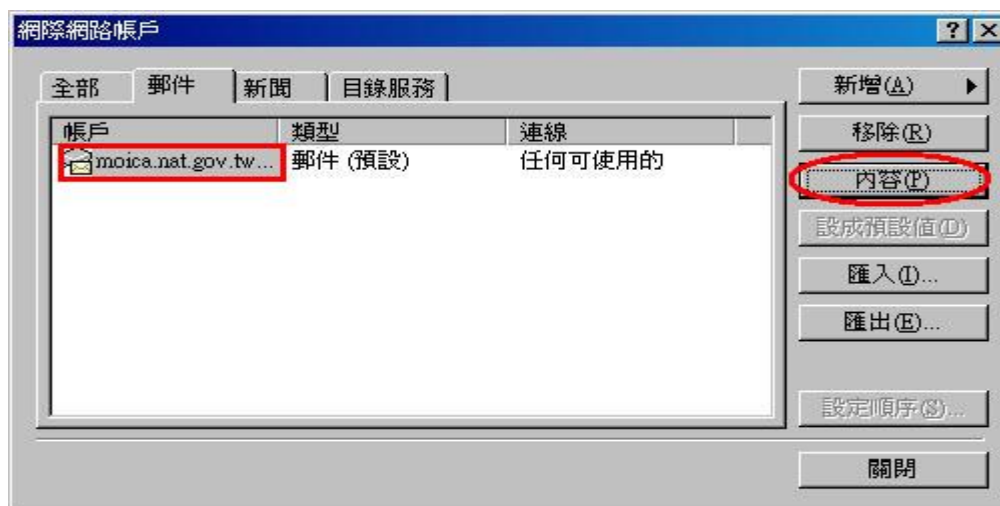 網際網路帳戶
全部 郵件 新聞 目錄服務
帳戶 類型 連線
moica.nat.gov.tw... 郵件 (預設) 任何可使用的
新增(A)
移除(R)
內容(P)
設成預設值(D)
匯入(I)...
匯出(E)...
設定順序(S)...
關閉